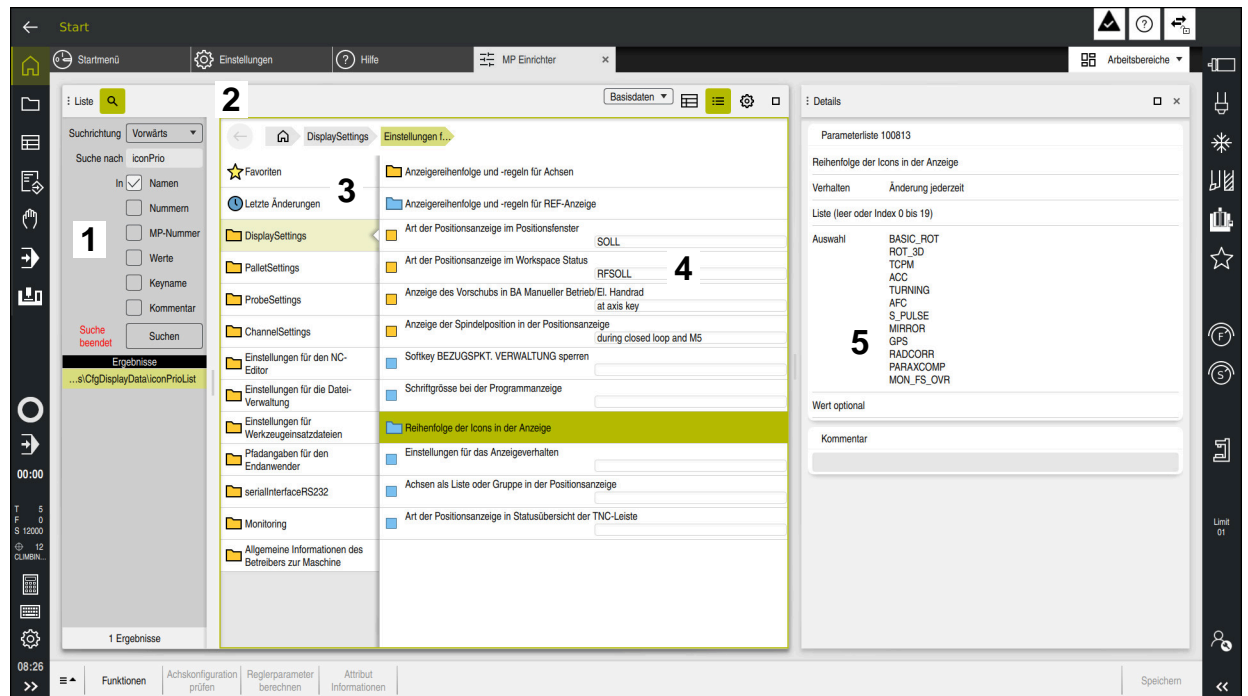 Start
Startmenü
Einstellungen
Hilfe
MP Einrichter
Arbeitsbereiche
Liste
2
Basisdaten
Details
Suchrichtung
Vorwärts
Suche nach
iconPrio
In
Namen
Nummern
1
MP-Nummer
Werte
Keyname
Kommentar
Suche beendet
Suchen
Ergebnisse
...s\CfgDisplayData\iconPrioList
1 Ergebnisse
DisplaySettings
Einstellungen f...
Favoriten
Letzte Änderungen
3
DisplaySettings
PalletSettings
ProbeSettings
ChannelSettings
Einstellungen für den NC-
Editor
Einstellungen für die Datei-
Verwaltung
Einstellungen für
Werkzeugeinsatzdateien
Pfadangaben für den
Endanwender
serialInterfaceRS232
Monitoring
Allgemeine Informationen des
Betreibers zur Maschine
Anzeigereihenfolge und -regeln für Achsen
Anzeigereihenfolge und -regeln für REF-Anzeige
Art der Positionsanzeige im Positionsfenster
SOLL
Art der Positionsanzeige im Workspace Status
4
RFSOLL
Anzeige des Vorschubs in BA Manueller Betrieb/El. Handrad
at axis key
Anzeige der Spindelposition in der Positionsanzeige
during closed loop and M5
Softkey BEZUGSPKT. VERWALTUNG sperren
Schriftgrösse bei der Programmanzeige
Reihenfolge der Icons in der Anzeige
Einstellungen für das Anzeigeverhalten
Achsen als Liste oder Gruppe in der Positionsanzeige
Art der Positionsanzeige in Statusübersicht der TNC-Leiste
Parameterliste 100813
Reihenfolge der Icons in der Anzeige
Verhalten
Änderung jederzeit
Liste (leer oder Index 0 bis 19)
Auswahl
BASIC_ROT
ROT_3D
TCPM
ACC
TURNING
AFC
S_PULSE
MIRROR
5
GPS
RADCORR
PARAXCOMP
MON_FS_OVR
Wert optional
Kommentar
00:00
T 5
F 0
S 12000
12
CLIMBIN...
08:26
F
S
Limit
01
Funktionen
Achskonfiguration
prüfen
Reglerparameter
berechnen
Attribut
Informationen
Speichern